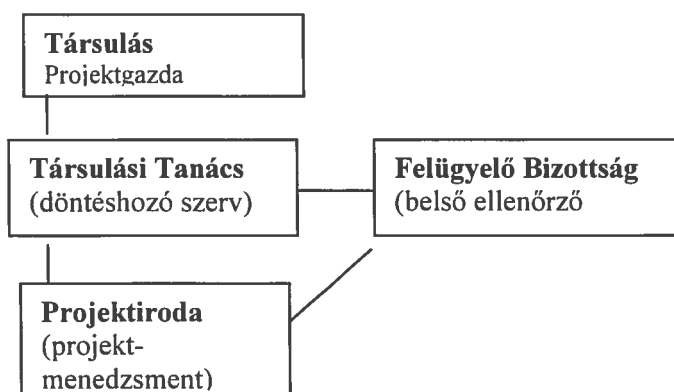 Társulás
Projektgazda
Társulási Tanács
(döntéshozó szerv)
Felügyelő Bizottság
(belső ellenőrző
Projektiroda
(projekt-
menedzsment)